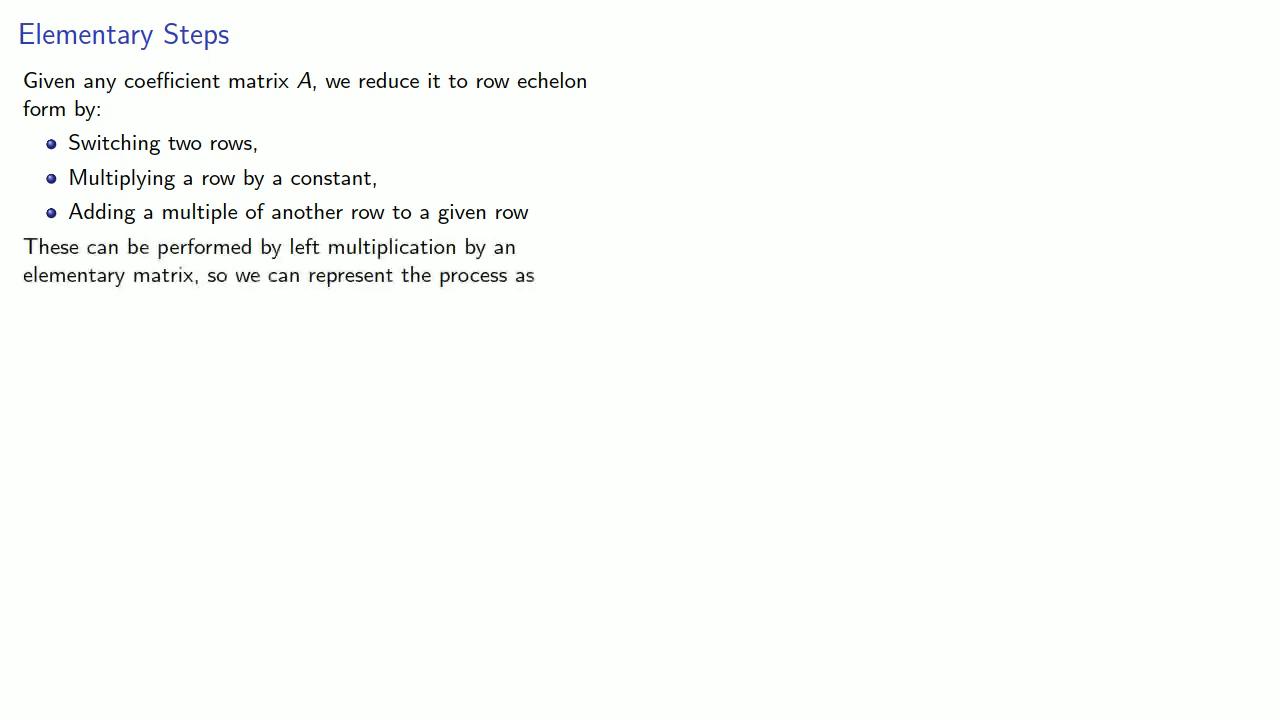 Elementary Steps
Given any coefficient matrix A, we reduce it to row echelon
form by:
Switching two rows,
Multiplying a row by a constant,
Adding a multiple of another row to a given row
These can be performed by left multiplication by an
elementary matrix, so we can represent the process as